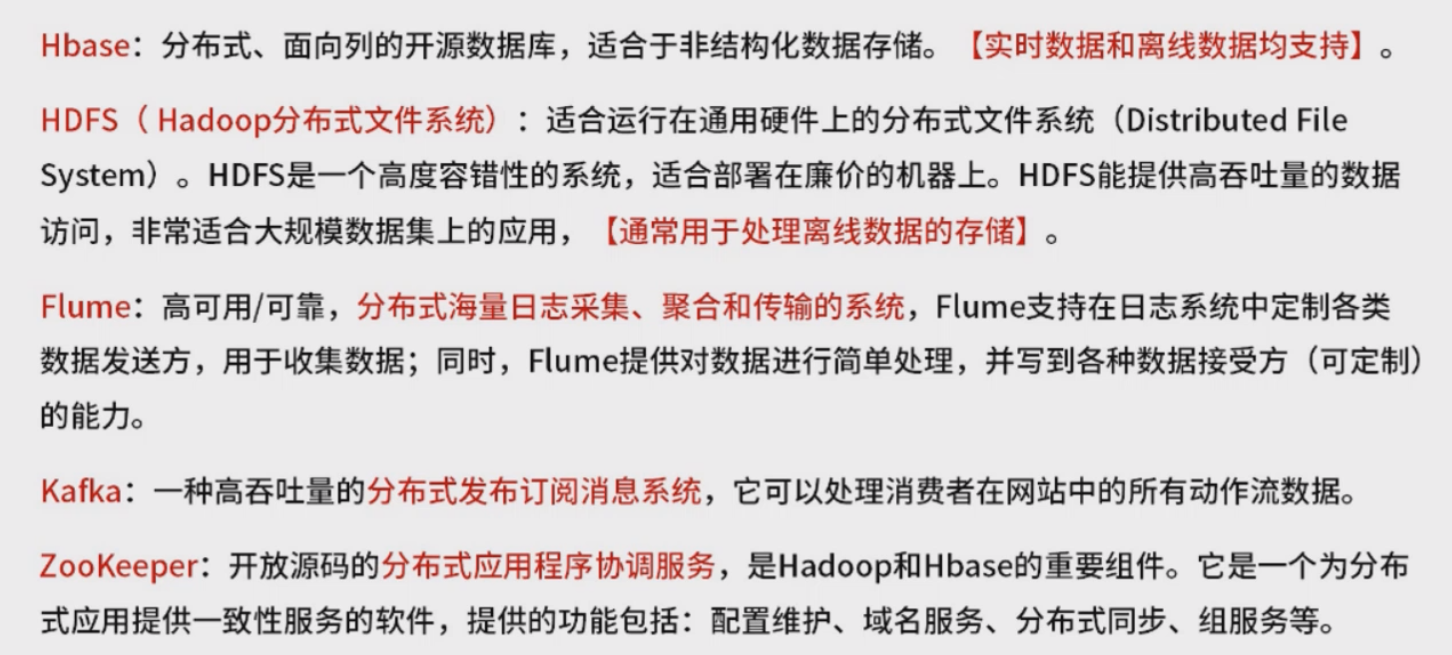 Hbase：分布式、面向列的开源数据库，适合于非结构化数据存储。【实时数据和离线数据均支持】。
HDFS（ Hadoop分布式文件系统）：适合运行在通用硬件上的分布式文件系统（Distributed File
System）。HDFS是一个高度容错性的系统，适合部署在廉价的机器上。HDFS能提供高吞吐量的数据
访问，非常适合大规模数据集上的应用，【通常用于处理离线数据的存储】。
Flume：高可用/可靠，分布式海量日志采集、聚合和传输的系统，Flume支持在日志系统中定制各类
数据发送方，用于收集数据；同时，Flume提供对数据进行简单处理，并写到各种数据接受方（可定制）
的能力。
Kafka：一种高吞吐量的分布式发布订阅消息系统，它可以处理消费者在网站中的所有动作流数据。
ZooKeeper：开放源码的分布式应用程序协调服务，是Hadoop和Hbase的重要组件。它是一个为分布
式应用提供一致性服务的软件，提供的功能包括：配置维护、域名服务、分布式同步、组服务等。